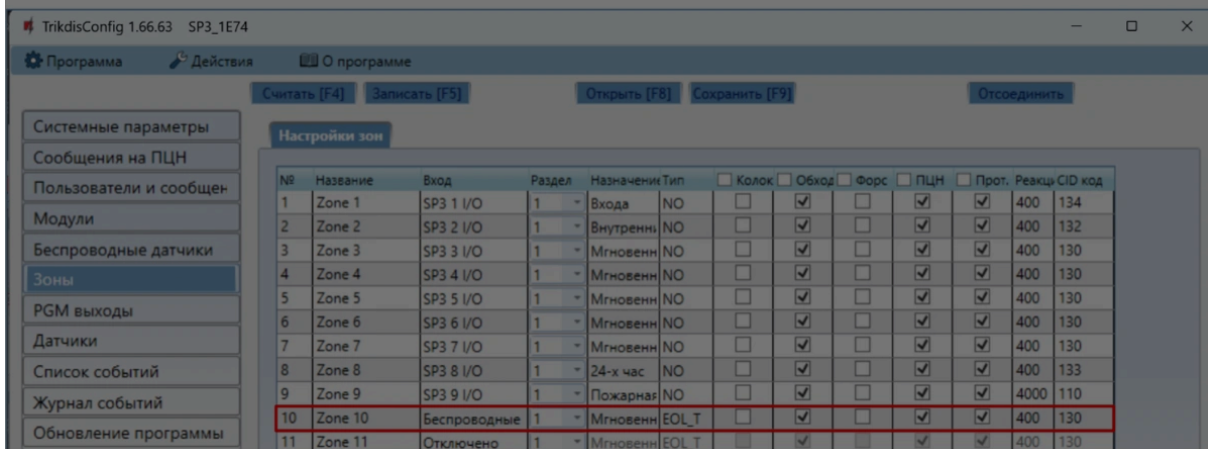 TrikdisConfig 1.66.63 SP3_1E74
Программа Действия О программе
Считать [F4] Записать [F5] Открыть [F8] Сохранить [F9] Отсоединить
Системные параметры
Сообщения на ПЦН
Пользователи и сообщен
Модули
Беспроводные датчики
Зоны
PGM выходы
Датчики
Список событий
Журнал событий
Обновление программы
Настройки зон
№ Название Вход Раздел Назначение Тип Колок Обход Форс ПЦН Прот. Реакци CID код
1 Zone 1 SP3 1 I/O 1 Входа NO 400 134
2 Zone 2 SP3 2 I/O 1 Внутренни NO 400 132
3 Zone 3 SP3 3 I/O 1 Мгновенн NO 400 130
4 Zone 4 SP3 4 I/O 1 Мгновенн NO 400 130
5 Zone 5 SP3 5 I/O 1 Мгновенн NO 400 130
6 Zone 6 SP3 6 I/O 1 Мгновенн NO 400 130
7 Zone 7 SP3 7 I/O 1 Мгновенн NO 400 130
8 Zone 8 SP3 8 I/O 1 24-х час NO 400 133
9 Zone 9 SP3 9 I/O 1 Пожарная NO 4000 110
10 Zone 10 Беспроводные 1 Мгновенн EOL_T 400 130
11 Zone 11 Отключено 1 Мгновенн EOL_T 400 130